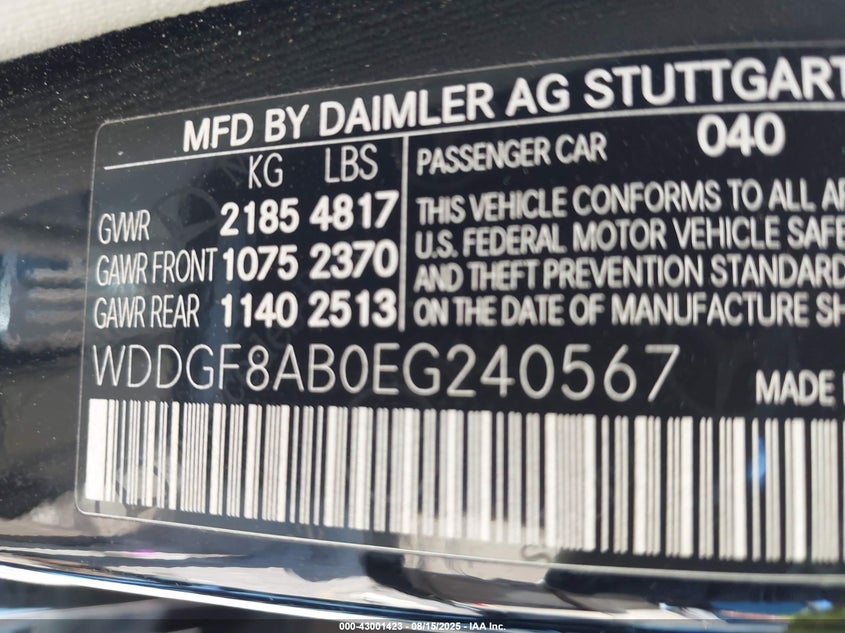 MFD BY DAIMLER AG STUTTGART
KG LBS
GVWR 2185 4817
GAWR FRONT 1075 2370
GAWR REAR 1140 2513
PASSENGER CAR 040
THIS VEHICLE CONFORMS TO ALL
U.S. FEDERAL MOTOR VEHICLE
AND THEFT PREVENTION STANDARD
ON THE DATE OF MANUFACTURE
WDDGF8AB0EG240567
MADE
000-43001423 - 08/15/2025 - IAA Inc.